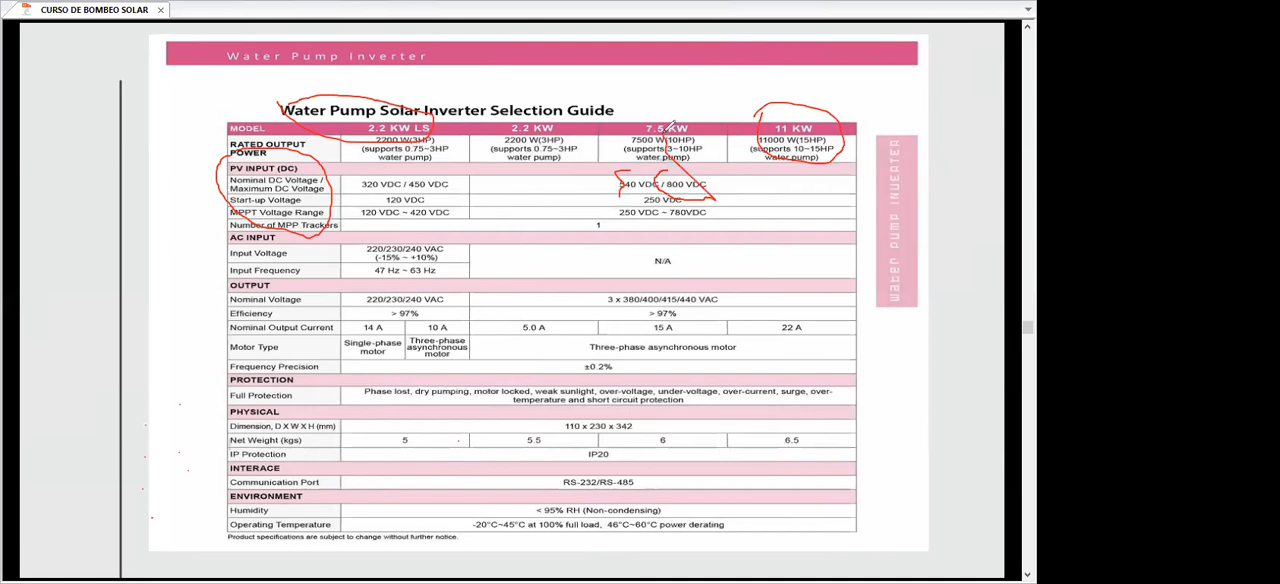 CURSO DE BOMBEO SOLAR
Water Pump Inverter
Water Pump Solar Inverter Selection Guide
MODEL 2.2 KW LS 2.2 KW 7.5 KW 11 KW
RATED OUTPUT POWER 2200 W(3HP) (supports 0.75~3HP water pump) 2200 W(3HP) (supports 0.75~3HP water pump) 7500 W(10HP) (supports 3~10HP water pump) 11000 W(15HP) (supports 10~15HP water pump)
PV INPUT (DC)
Nominal DC Voltage / Maximum DC Voltage 320 VDC / 450 VDC 540 VDC / 800 VDC
Start-up Voltage 120 VDC 250 VDC
MPPT Voltage Range 120 VDC ~ 420 VDC 250 VDC ~ 780VDC
Number of MPP Trackers 1
AC INPUT
Input Voltage 220/230/240 VAC (-15% ~ +10%) N/A
Input Frequency 47 Hz ~ 63 Hz
OUTPUT
Nominal Voltage 220/230/240 VAC 3 x 380/400/415/440 VAC
Efficiency > 97% > 97%
Nominal Output Current 14 A 10 A 5.0 A 15 A 22 A
Motor Type Single-phase motor Three-phase asynchronous motor Three-phase asynchronous motor
Frequency Precision ±0.2%
PROTECTION
Full Protection Phase lost, dry pumping, motor locked, weak sunlight, over-voltage, under-voltage, over-current, surge, over-temperature and short circuit protection
PHYSICAL
Dimension, D X W X H (mm) 110 x 230 x 342
Net Weight (kgs) 5 5.5 6 6.5
IP Protection IP20
INTERACE
Communication Port RS-232/RS-485
ENVIRONMENT
Humidity < 95% RH (Non-condensing)
Operating Temperature -20°C~45°C at 100% full load, 46°C~60°C power derating
Product specifications are subject to change without further notice.
WATER PUMP INVERTER